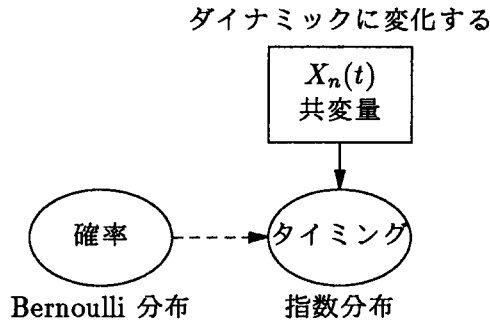 ダイナミックに変化する
X_n(t)
共変量
確率
タイミング
Bernoulli 分布
指数分布